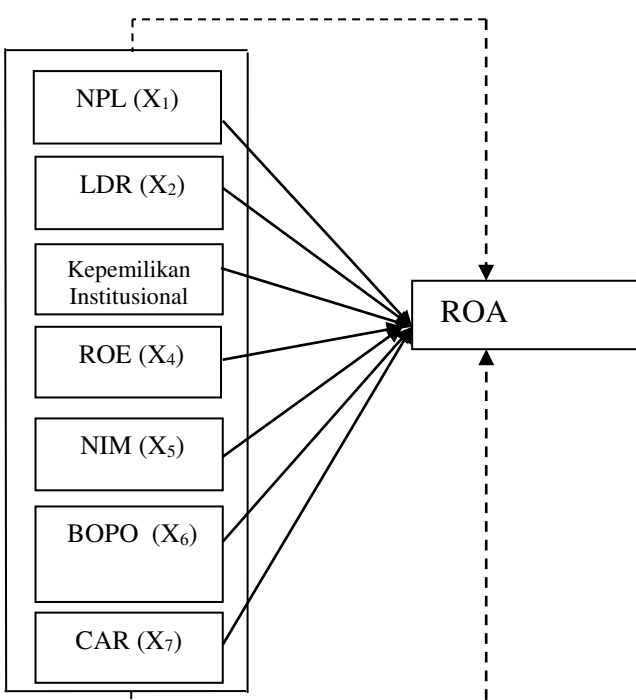 NPL (X₁)
LDR (X₂)
Kepemilikan
Institusional
ROE (X₄)
NIM (X₅)
BOPO (X₆)
CAR (X₇)
ROA